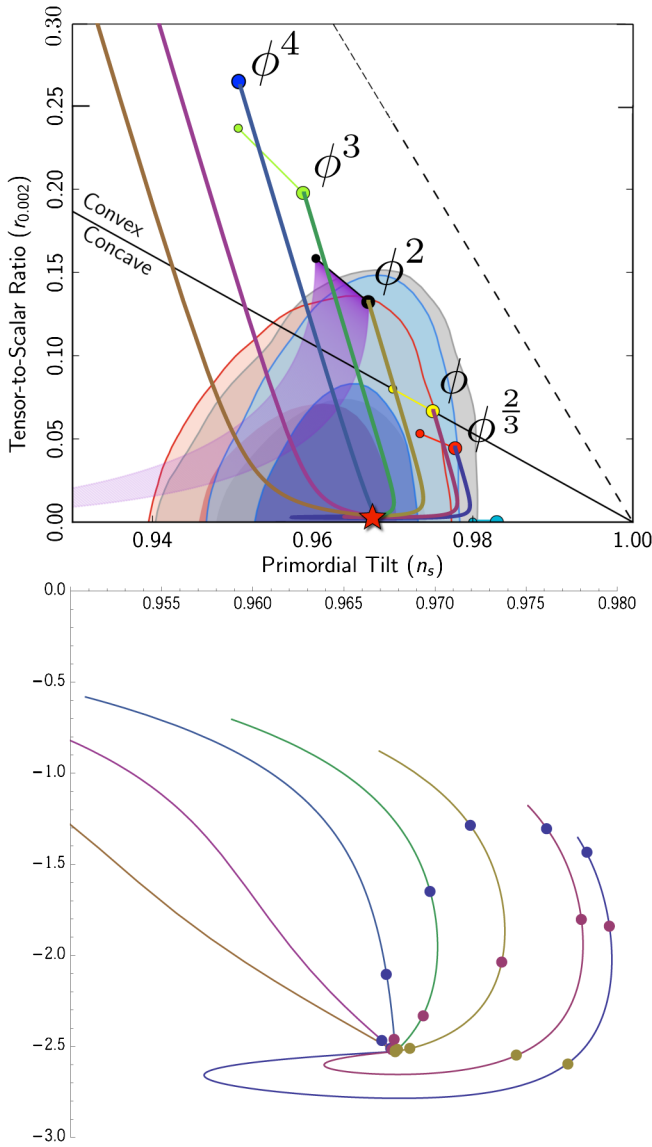 0.30
0.25
0.20
0.15
0.10
0.05
0.00
Tensor-to-Scalar Ratio (r0.002)
ϕ⁴
ϕ³
Convex
Concave
ϕ²
ϕ
ϕ^2/3
0.94 0.96 0.98 1.00
Primordial Tilt (ns)
0.0
0.955 0.960 0.965 0.970 0.975 0.980
−0.5
−1.0
−1.5
−2.0
−2.5
−3.0